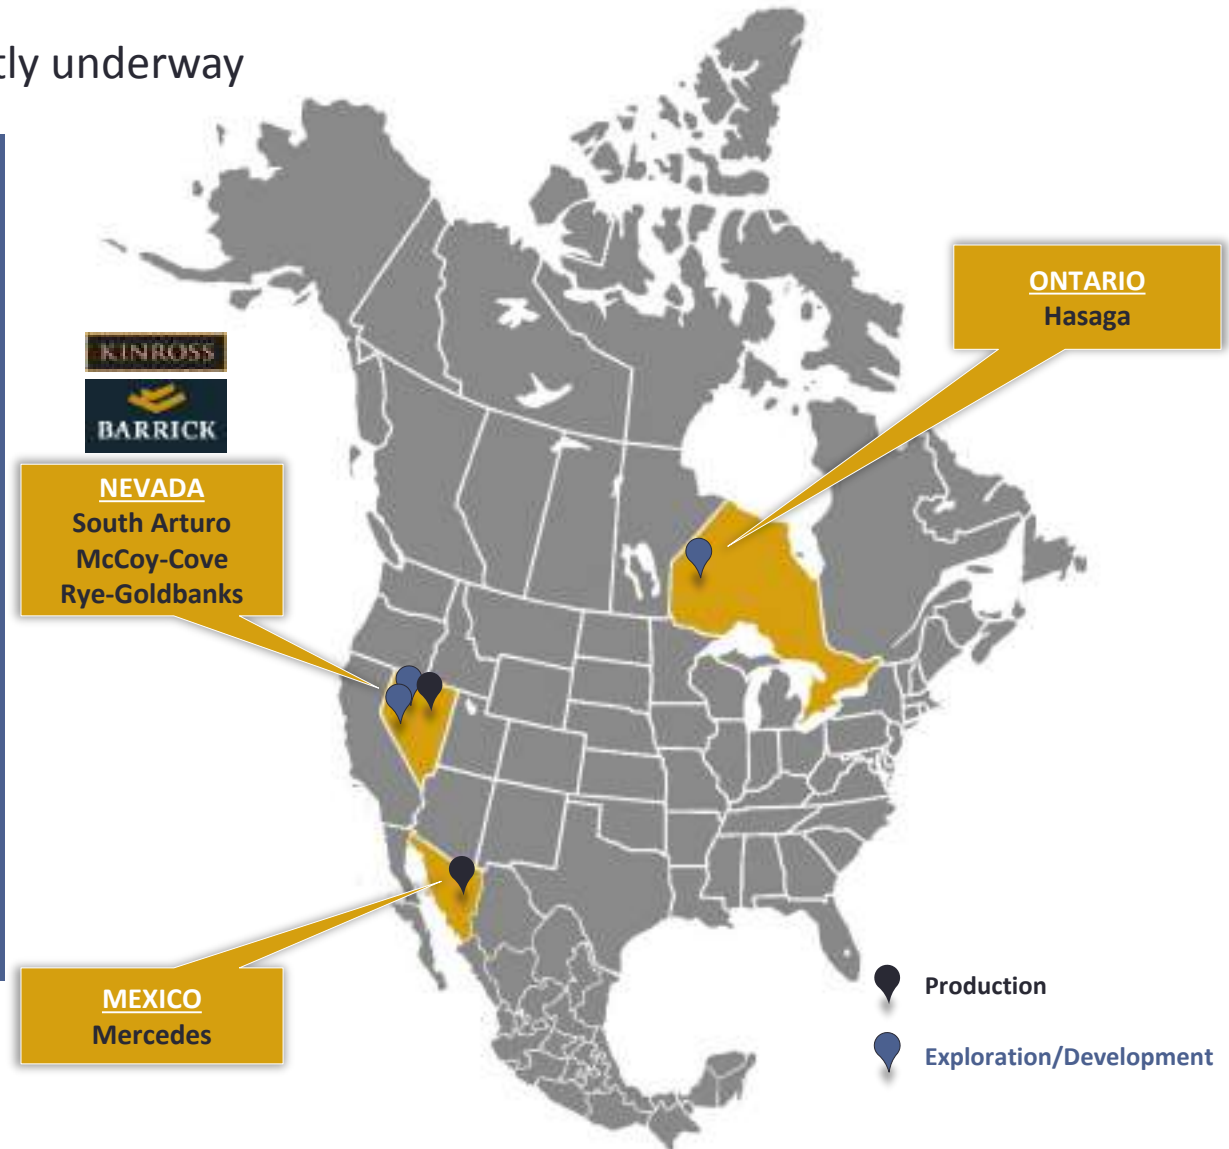 tly underway
KINROSS
BARRICK
NEVADA
South Arturo
McCoy-Cove
Rye-Goldbanks
ONTARIO
Hasaga
MEXICO
Mercedes
Production
Exploration/Development